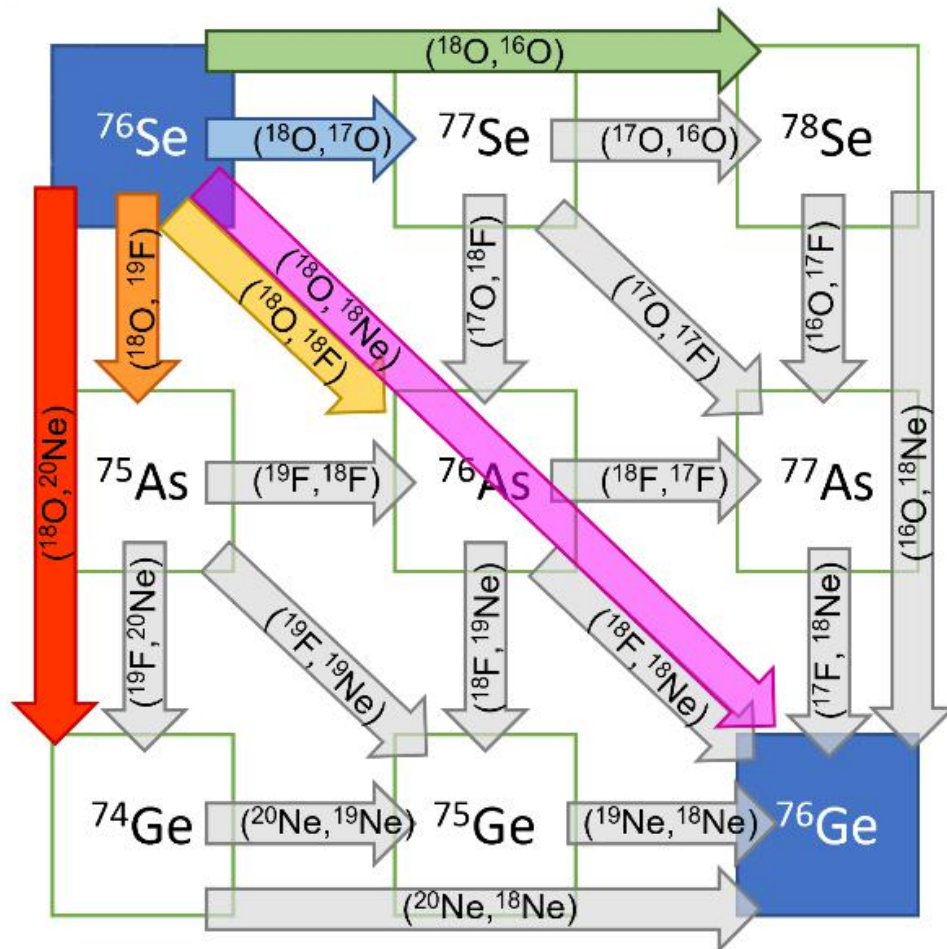 (¹⁸O,¹⁶O)
⁷⁶Se
(¹⁸O,¹⁷O)
⁷⁷Se
(¹⁷O,¹⁶O)
⁷⁸Se
(¹⁸O,²⁰Ne)
(¹⁸O, ¹⁹F)
(¹⁸O,¹⁸F)
(¹⁸O,¹⁸Ne)
(¹⁷O,¹⁸F)
(¹⁷O,¹⁷F)
(¹⁶O,¹⁷F)
(¹⁶O,¹⁸Ne)
⁷⁵As
(¹⁹F,¹⁸F)
⁷⁶As
(¹⁸F,¹⁷F)
⁷⁷As
(¹⁹F,²⁰Ne)
(¹⁹F,¹⁹Ne)
(¹⁸F,¹⁹Ne)
(¹⁸F,¹⁸Ne)
(¹⁷F,¹⁸Ne)
⁷⁴Ge
(²⁰Ne,¹⁹Ne)
⁷⁵Ge
(¹⁹Ne,¹⁸Ne)
⁷⁶Ge
(²⁰Ne,¹⁸Ne)